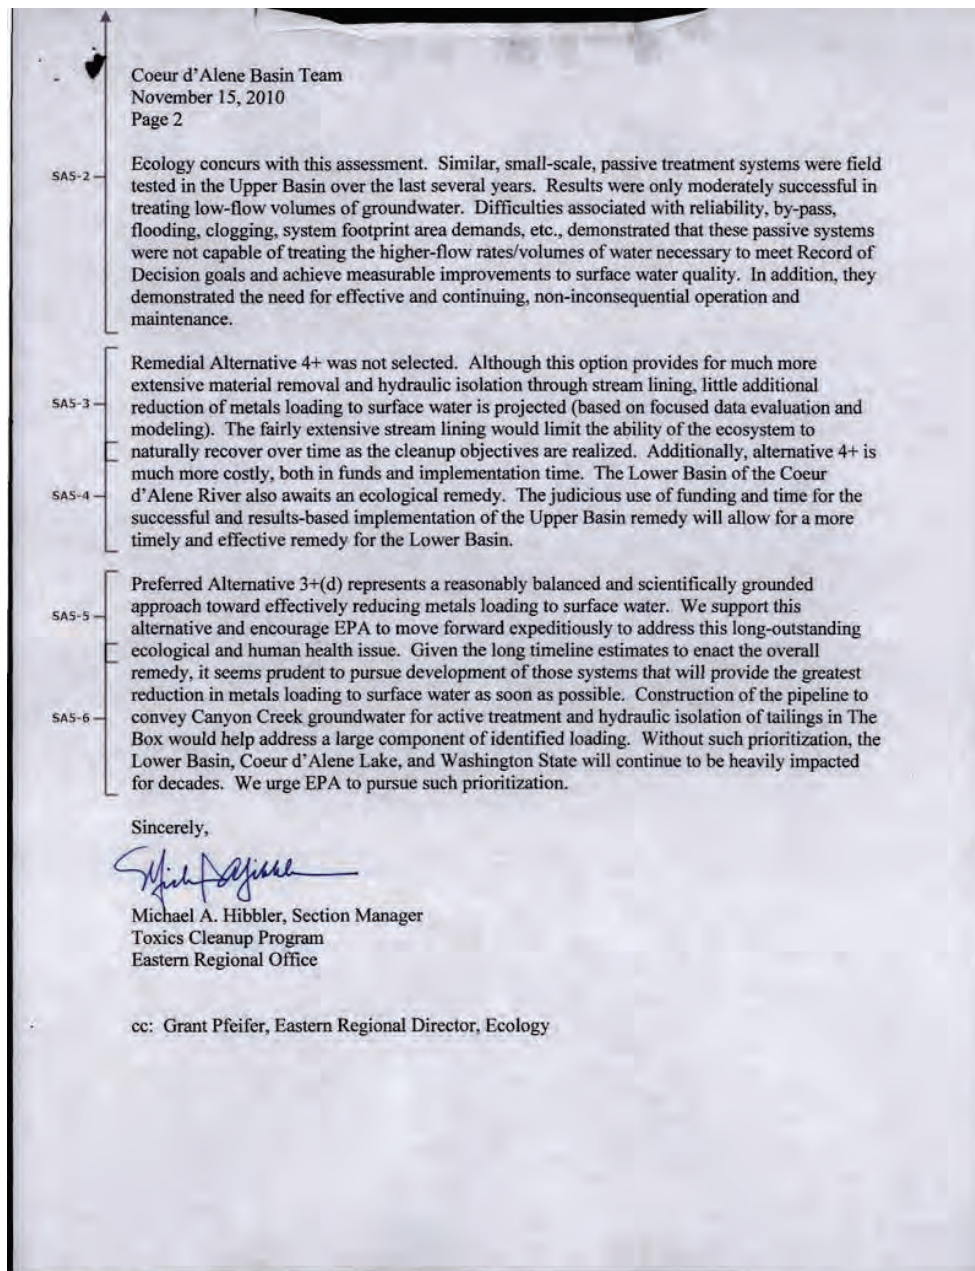 Coeur d'Alene Basin Team
November 15, 2010
Page 2
SA5-2
Ecology concurs with this assessment. Similar, small-scale, passive treatment systems were field
tested in the Upper Basin over the last several years. Results were only moderately successful in
treating low-flow volumes of groundwater. Difficulties associated with reliability, by-pass,
flooding, clogging, system footprint area demands, etc., demonstrated that these passive systems
were not capable of treating the higher-flow rates/volumes of water necessary to meet Record of
Decision goals and achieve measurable improvements to surface water quality. In addition, they
demonstrated the need for effective and continuing, non-inconsequential operation and
maintenance.
Remedial Alternative 4+ was not selected. Although this option provides for much more
extensive material removal and hydraulic isolation through stream lining, little additional
SA5-3
reduction of metals loading to surface water is projected (based on focused data evaluation and
modeling). The fairly extensive stream lining would limit the ability of the ecosystem to
naturally recover over time as the cleanup objectives are realized. Additionally, alternative 4+ is
much more costly, both in funds and implementation time. The Lower Basin of the Coeur
SA5-4
d'Alene River also awaits an ecological remedy. The judicious use of funding and time for the
successful and results-based implementation of the Upper Basin remedy will allow for a more
timely and effective remedy for the Lower Basin.
Preferred Alternative 3+(d) represents a reasonably balanced and scientifically grounded
SA5-5
approach toward effectively reducing metals loading to surface water. We support this
alternative and encourage EPA to move forward expeditiously to address this long-outstanding
ecological and human health issue. Given the long timeline estimates to enact the overall
remedy, it seems prudent to pursue development of those systems that will provide the greatest
reduction in metals loading to surface water as soon as possible. Construction of the pipeline to
SA5-6
convey Canyon Creek groundwater for active treatment and hydraulic isolation of tailings in The
Box would help address a large component of identified loading. Without such prioritization, the
Lower Basin, Coeur d'Alene Lake, and Washington State will continue to be heavily impacted
for decades. We urge EPA to pursue such prioritization.
Sincerely,
Michael A. Hibbler, Section Manager
Toxics Cleanup Program
Eastern Regional Office
cc: Grant Pfeifer, Eastern Regional Director, Ecology